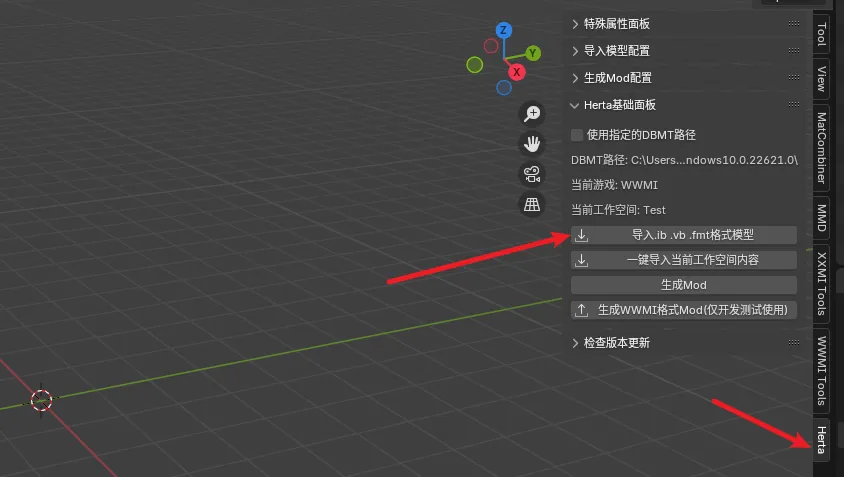 特殊属性面板
导入模型配置
生成Mod配置
Herta基础面板
使用指定的DBMT路径
DBMT路径: C:\Users...ndows10.0.22621.0\
当前游戏: WWMI
当前工作空间: Test
导入.ib .vb .fmt格式模型
一键导入当前工作空间内容
生成Mod
生成WWMI格式Mod(仅开发测试使用)
检查版本更新
Z
Y
X
Tool
View
MatCombiner
MMD
XXMI Tools
WWMI Tools
Herta